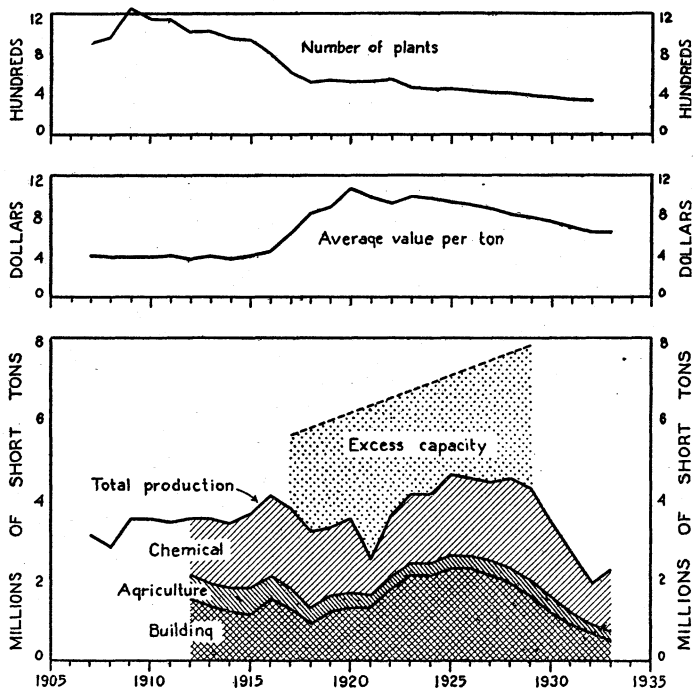 12
8
4
0
HUNDREDS
Number of plants
12
8
4
0
HUNDREDS
12
8
4
0
DOLLARS
Average value per ton
12
8
4
0
DOLLARS
8
6
4
2
0
MILLIONS OF SHORT TONS
Excess capacity
Total production
Chemical
Agriculture
Building
8
6
4
2
0
MILLIONS OF SHORT TONS
1905 1910 1915 1920 1925 1930 1935